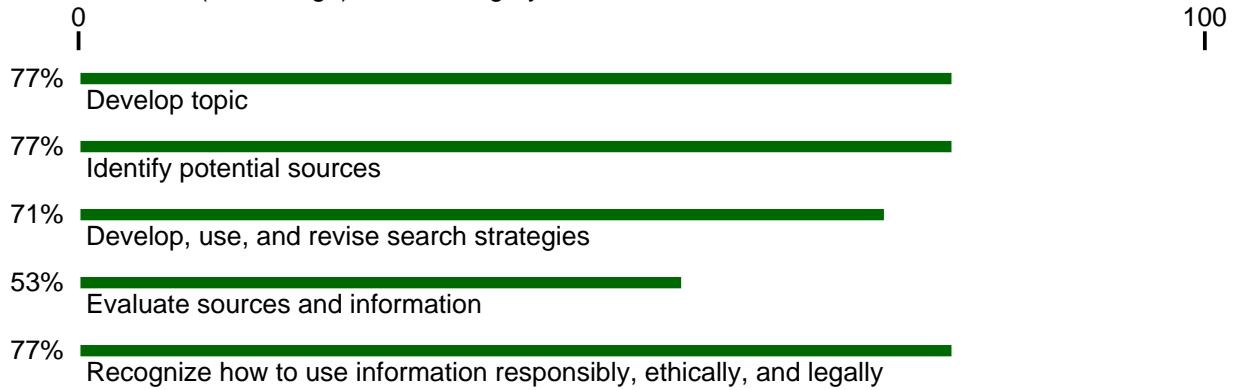 0 100
77%
Develop topic
77%
Identify potential sources
71%
Develop, use, and revise search strategies
53%
Evaluate sources and information
77%
Recognize how to use information responsibly, ethically, and legally